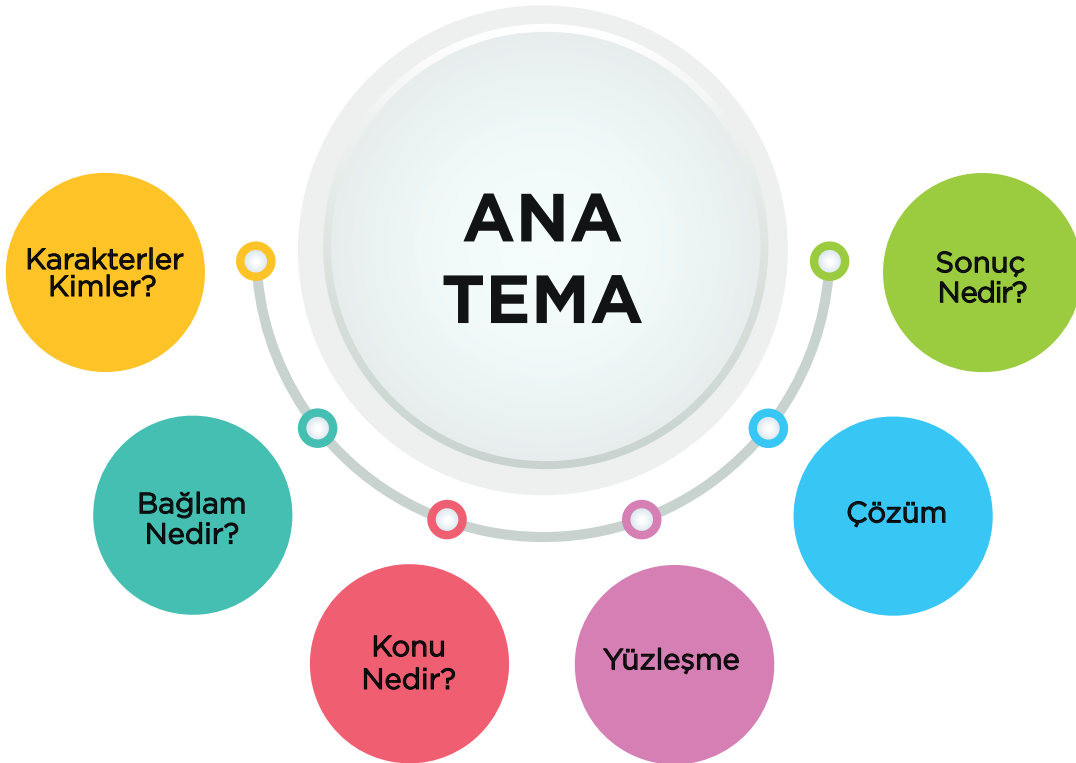 ANA
TEMA
Karakterler
Kimler?
Bağlam
Nedir?
Konu
Nedir?
Yüzleşme
Çözüm
Sonuç
Nedir?